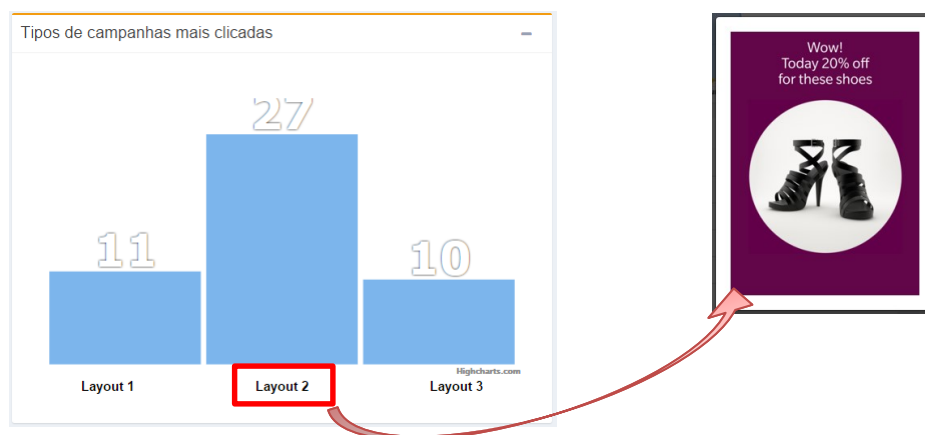 Tipos de campanhas mais clicadas
27
11
10
Highcharts.com
Layout 1
Layout 2
Layout 3
Wow!
Today 20% off
for these shoes